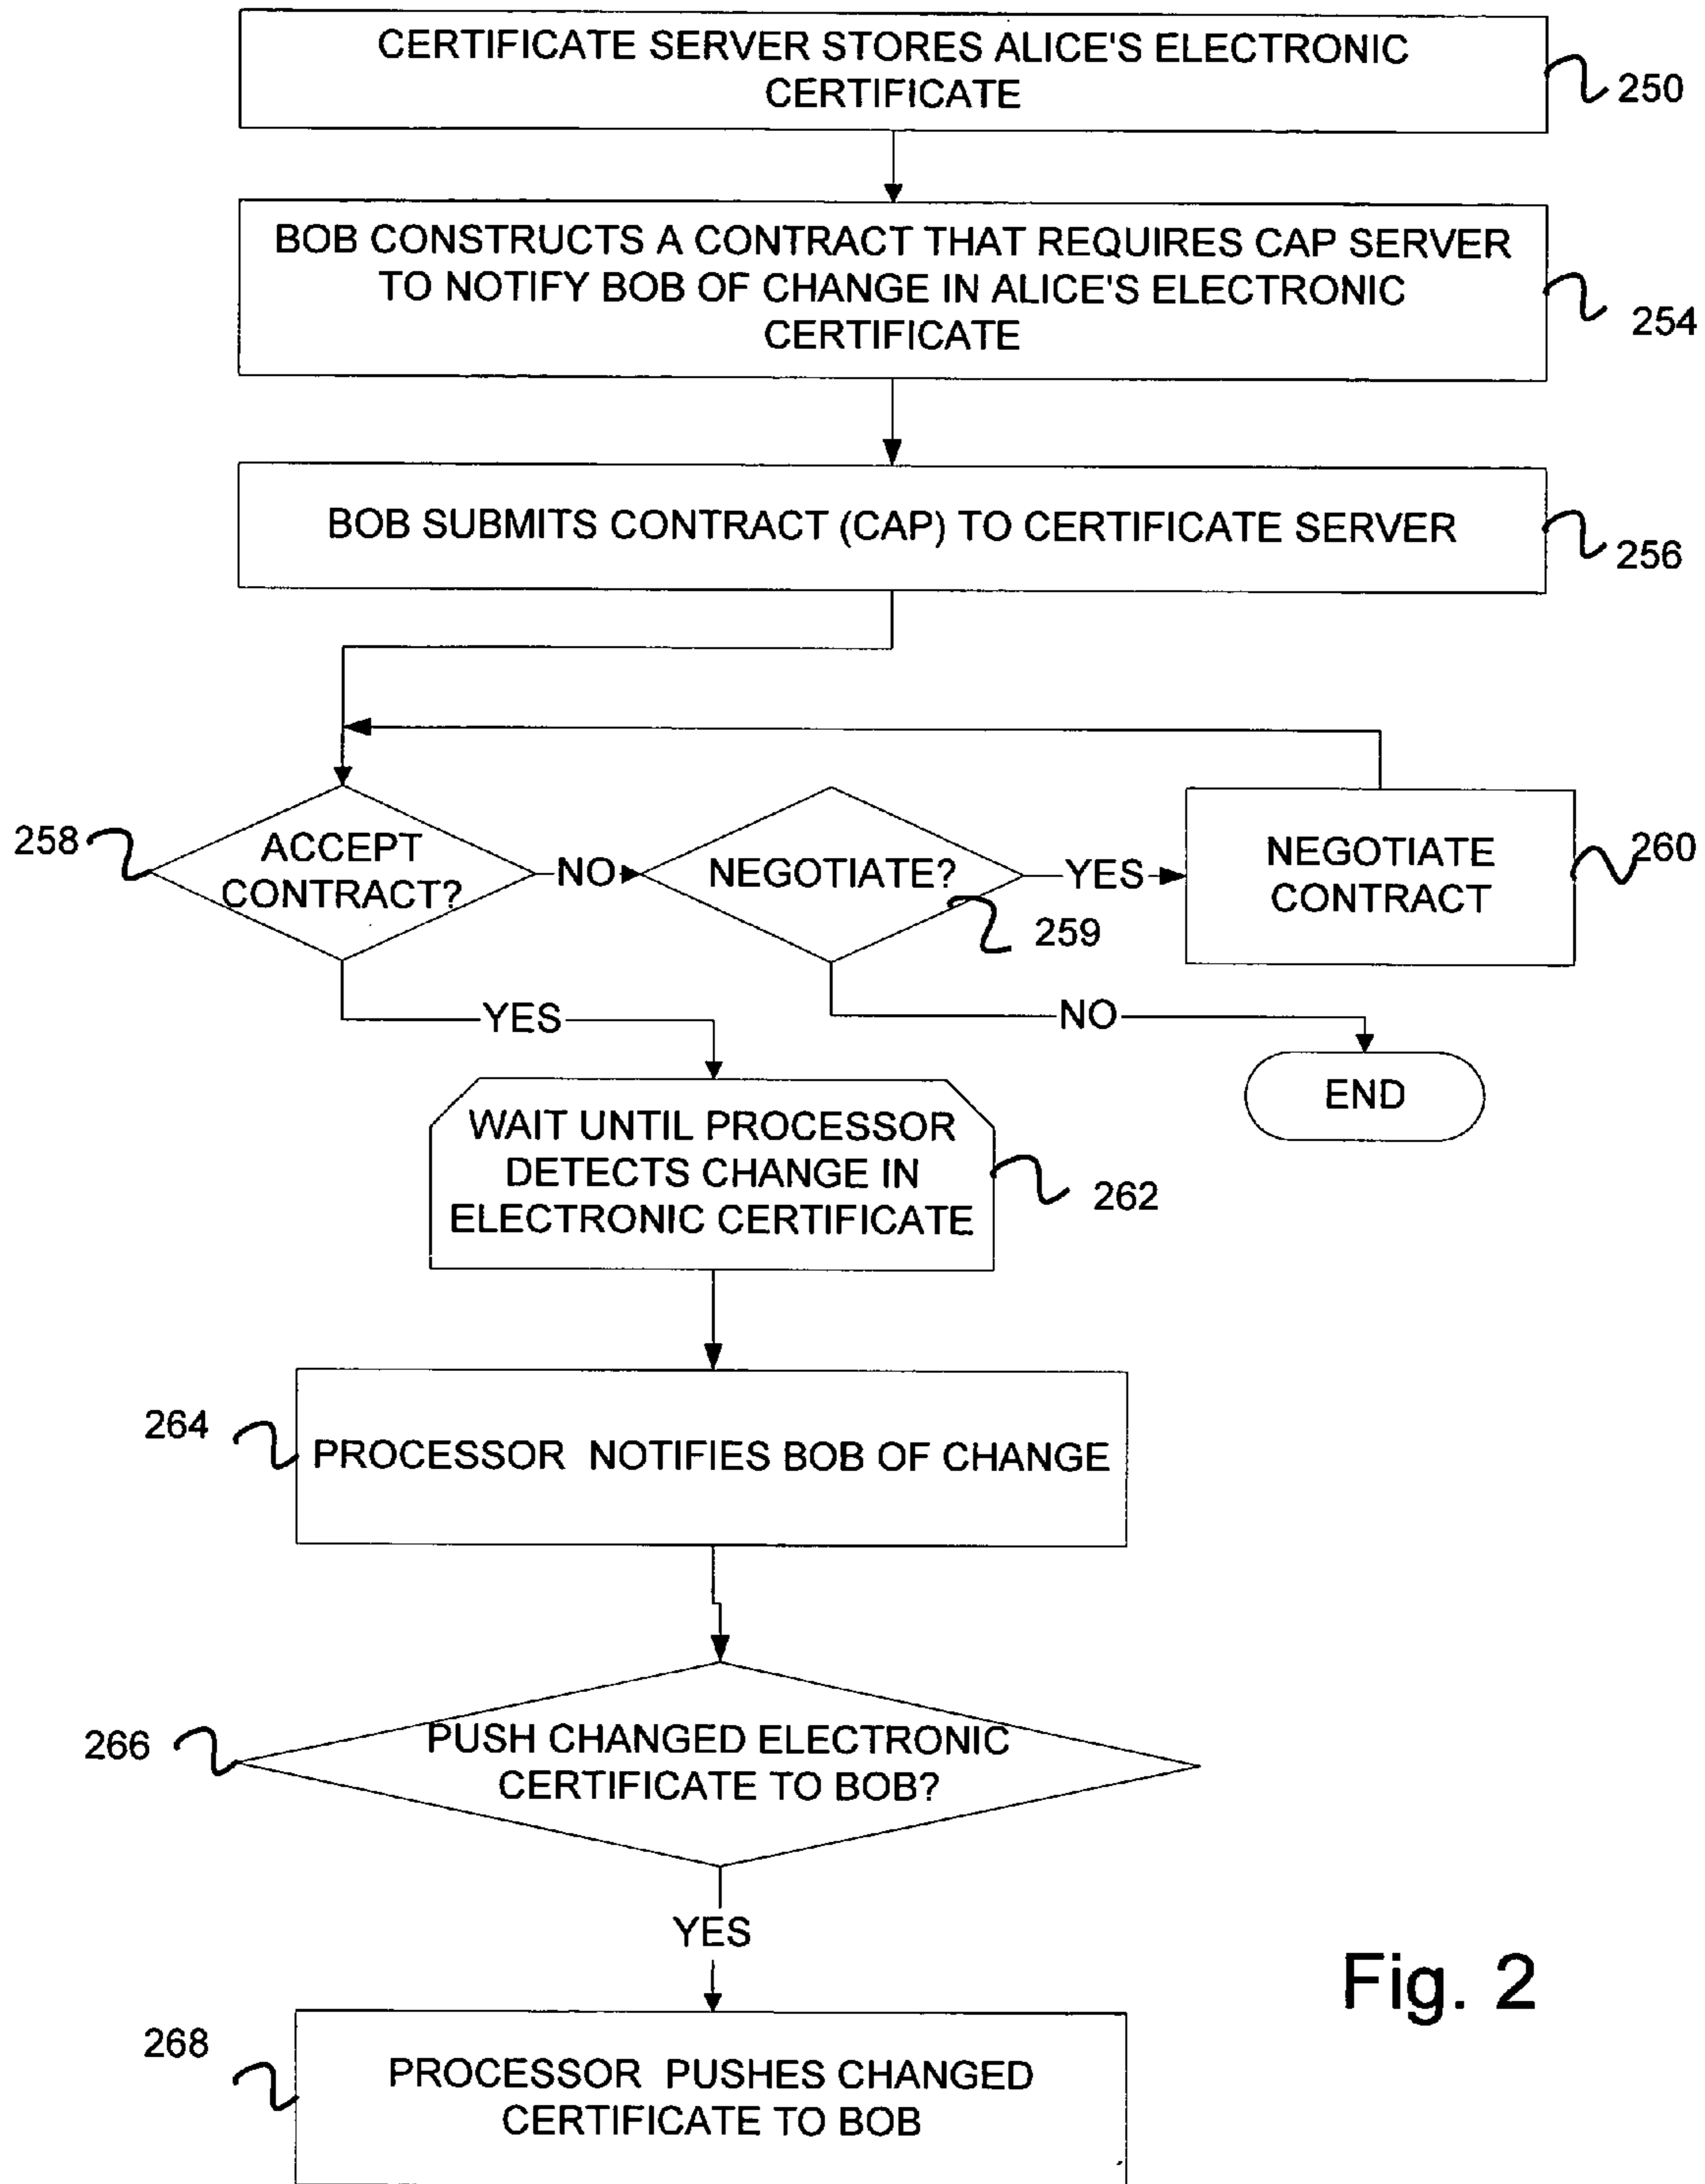 CERTIFICATE SERVER STORES ALICE'S ELECTRONIC
CERTIFICATE
250
BOB CONSTRUCTS A CONTRACT THAT REQUIRES CAP SERVER
TO NOTIFY BOB OF CHANGE IN ALICE'S ELECTRONIC
CERTIFICATE
254
BOB SUBMITS CONTRACT (CAP) TO CERTIFICATE SERVER
256
258
ACCEPT
CONTRACT?
NO
NEGOTIATE?
259
YES
NEGOTIATE
CONTRACT
260
YES
NO
END
WAIT UNTIL PROCESSOR
DETECTS CHANGE IN
ELECTRONIC CERTIFICATE
262
264
PROCESSOR NOTIFIES BOB OF CHANGE
266
PUSH CHANGED ELECTRONIC
CERTIFICATE TO BOB?
YES
268
PROCESSOR PUSHES CHANGED
CERTIFICATE TO BOB
Fig. 2